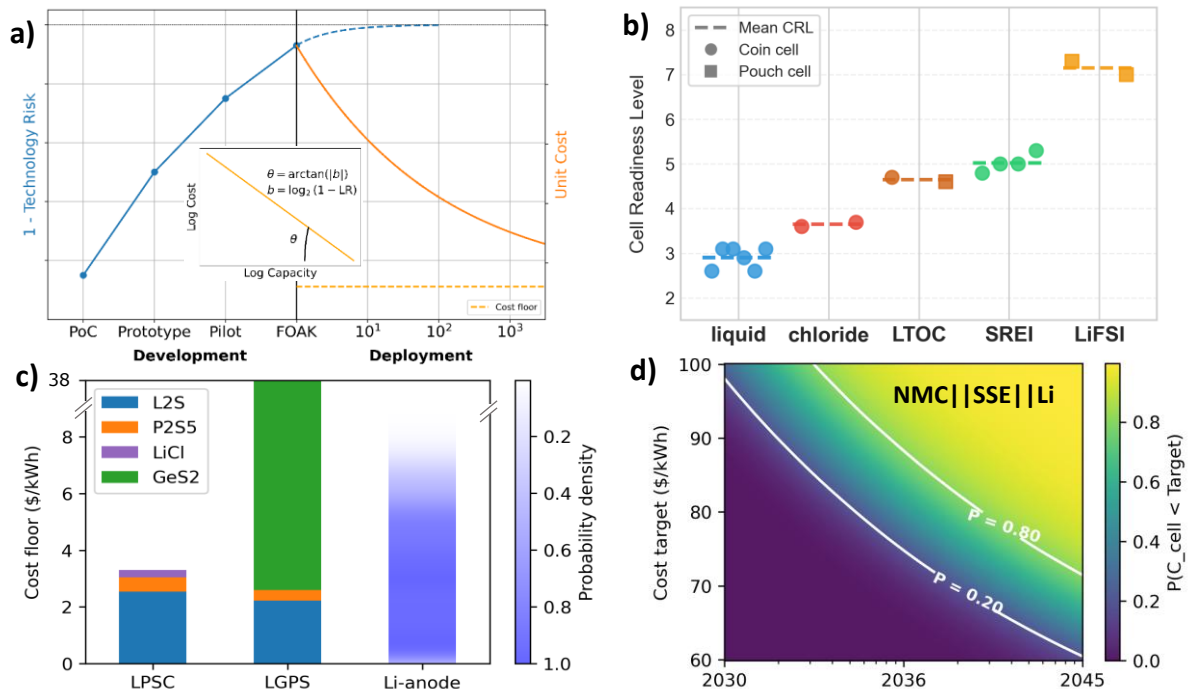 a)
1 - Technology Risk
Unit Cost
θ = arctan(|b|)
b = log₂ (1 − LR)
Log Cost
θ
Log Capacity
Cost floor
PoC Prototype Pilot FOAK 10¹ 10² 10³
Development Deployment
b)
Cell Readiness Level
8
7
6
5
4
3
2
Mean CRL
Coin cell
Pouch cell
liquid chloride LTOC SREI LiFSI
c)
Cost floor ($/kWh)
38
8
6
4
2
0
L2S
P2S5
LiCl
GeS2
LPSC LGPS Li-anode
0.2
0.4
0.6
0.8
1.0
Probability density
d)
Cost target ($/kWh)
100
90
80
70
60
NMC||SSE||Li
P = 0.80
P = 0.20
2030 2036 2045
0.8
0.6
0.4
0.2
0.0
P(C_cell < Target)